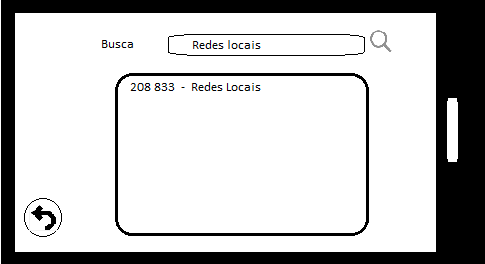 Busca
Redes locais
208 833 - Redes Locais